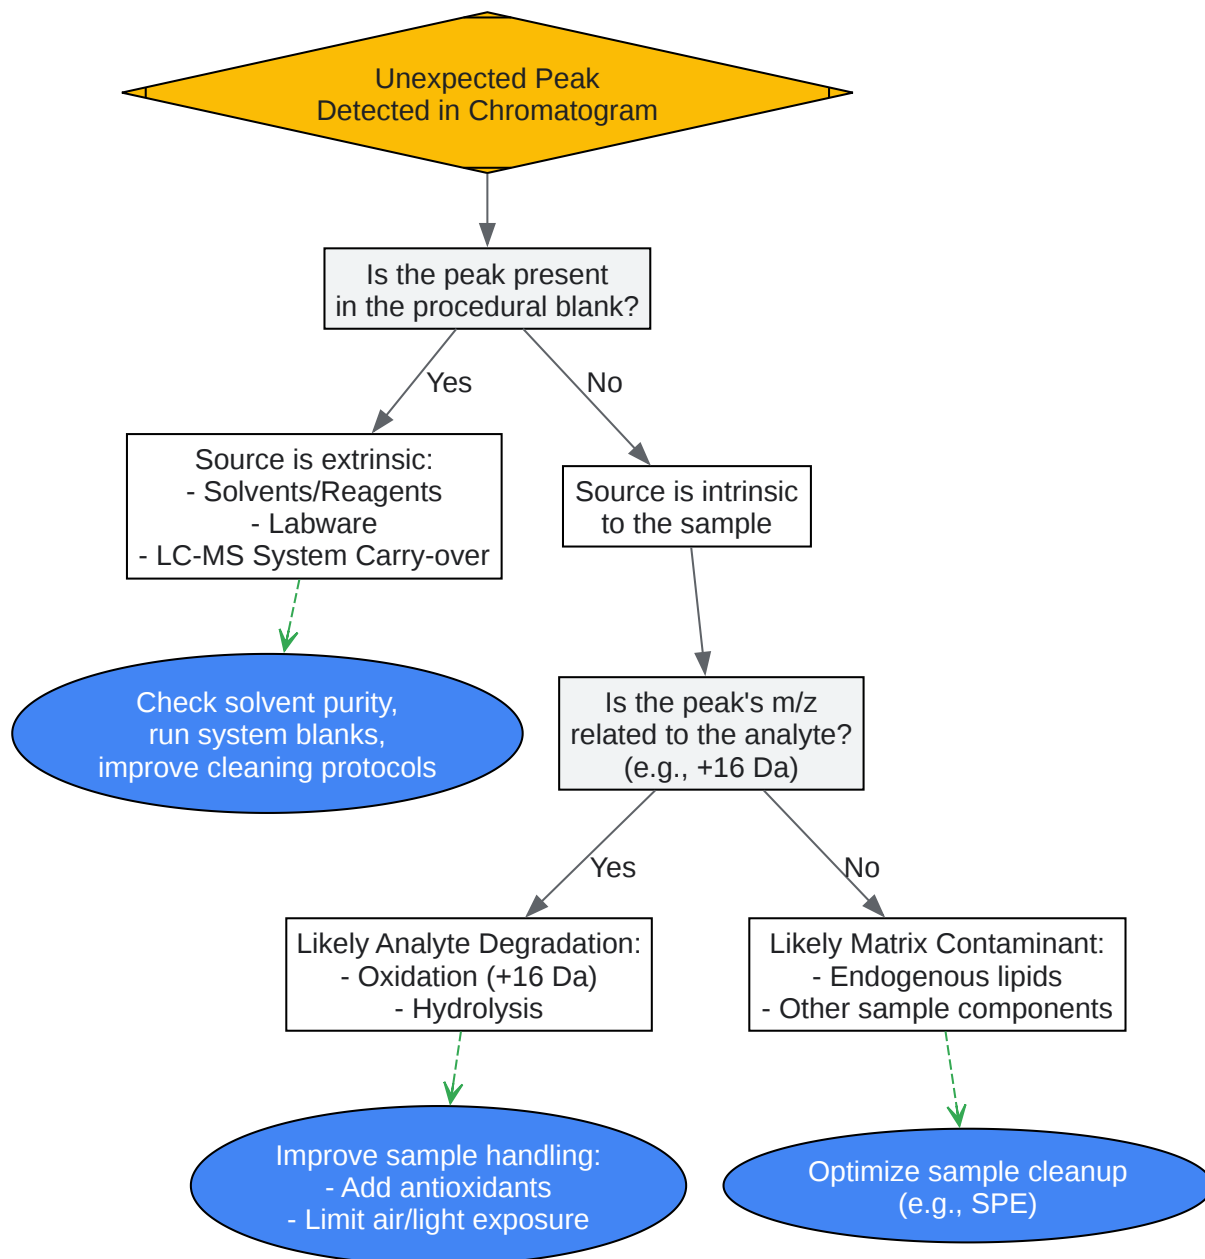 Unexpected Peak
Detected in Chromatogram
Is the peak present
in the procedural blank?
Yes
No
Source is extrinsic:
- Solvents/Reagents
- Labware
- LC-MS System Carry-over
Source is intrinsic
to the sample
Check solvent purity,
run system blanks,
improve cleaning protocols
Is the peak's m/z
related to the analyte?
(e.g., +16 Da)
Yes
No
Likely Analyte Degradation:
- Oxidation (+16 Da)
- Hydrolysis
Likely Matrix Contaminant:
- Endogenous lipids
- Other sample components
Improve sample handling:
- Add antioxidants
- Limit air/light exposure
Optimize sample cleanup
(e.g., SPE)